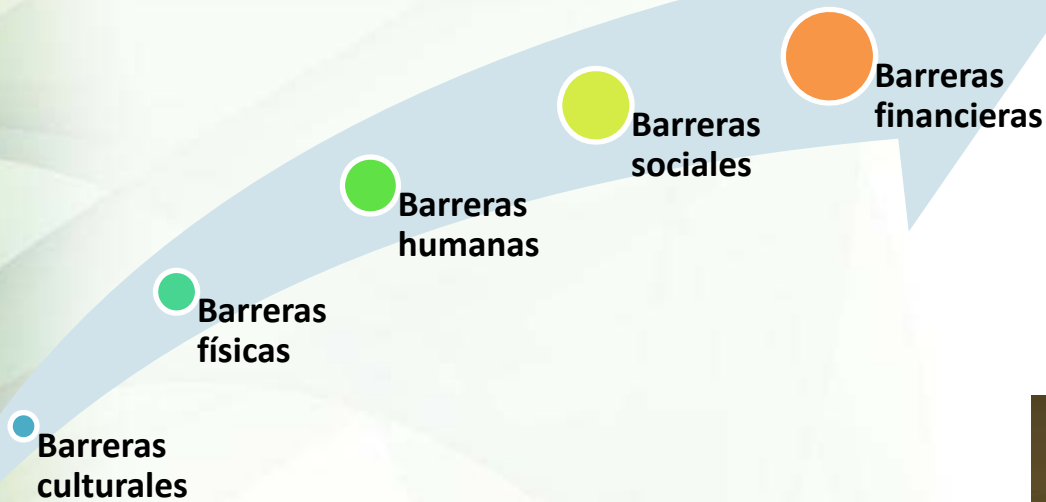 Barreras
financieras
Barreras
sociales
Barreras
humanas
Barreras
físicas
Barreras
culturales